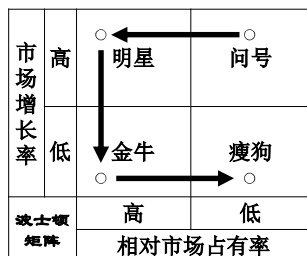 市场增长率
高
明星 问号
低
金牛 瘦狗
波士顿矩阵
高 低
相对市场占有率